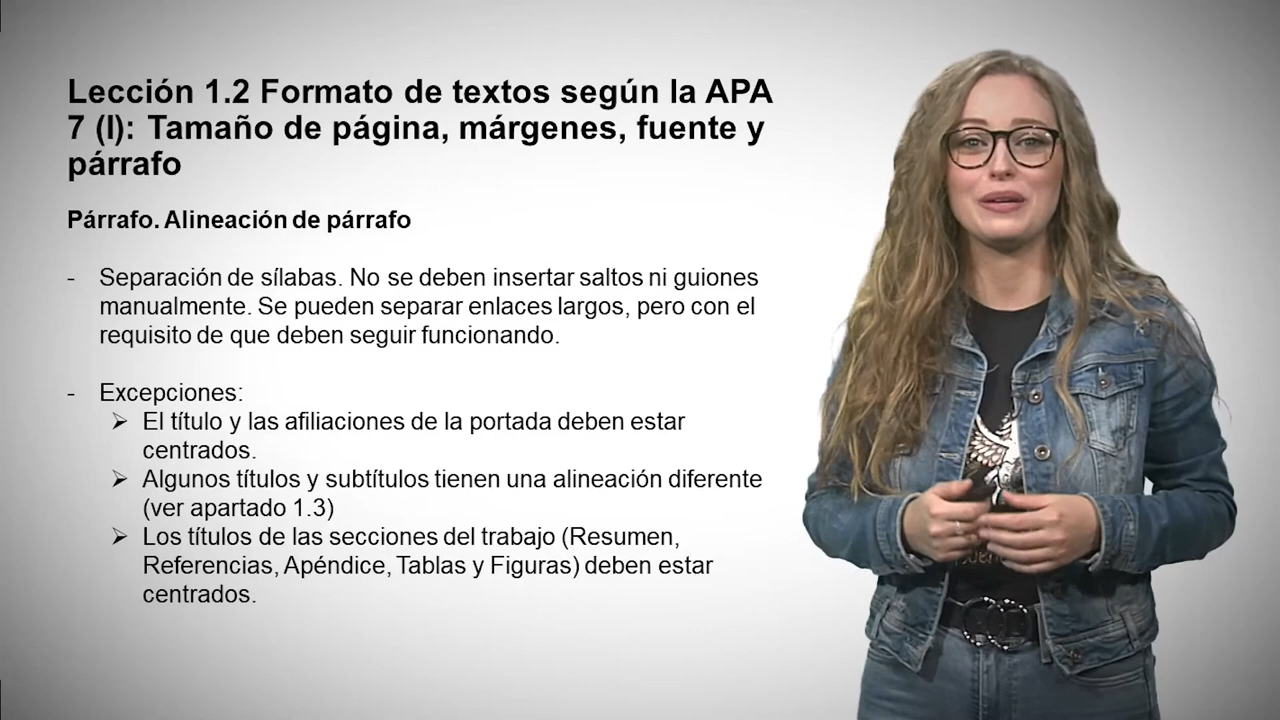 Lección 1.2 Formato de textos según la APA
7 (I): Tamaño de página, márgenes, fuente y
párrafo
Párrafo. Alineación de párrafo
- Separación de sílabas. No se deben insertar saltos ni guiones
manualmente. Se pueden separar enlaces largos, pero con el
requisito de que deben seguir funcionando.
- Excepciones:
➢ El título y las afiliaciones de la portada deben estar
centrados.
➢ Algunos títulos y subtítulos tienen una alineación diferente
(ver apartado 1.3)
➢ Los títulos de las secciones del trabajo (Resumen,
Referencias, Apéndice, Tablas y Figuras) deben estar
centrados.